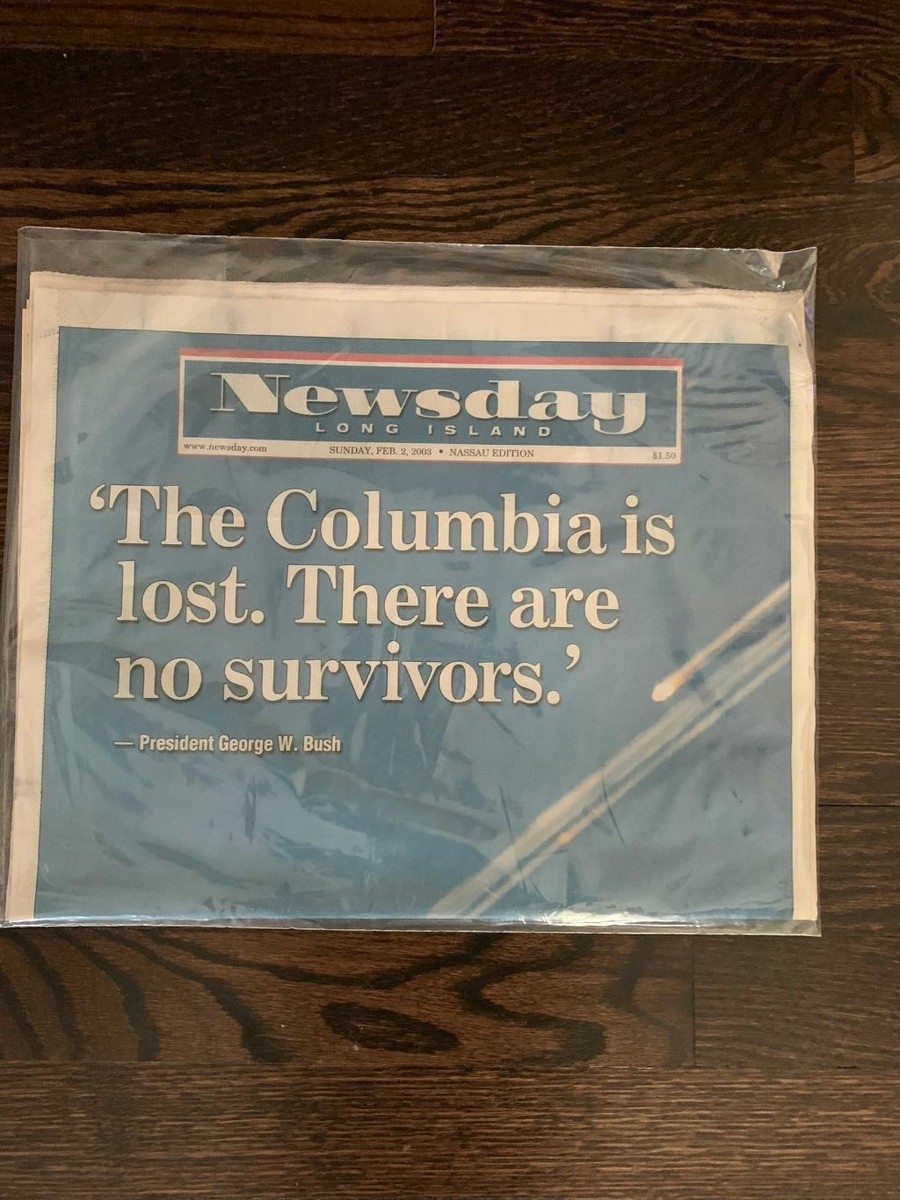 Newsday
LONG ISLAND
www.newsday.com SUNDAY, FEB. 2, 2003 • NASSAU EDITION $1.50
‘The Columbia is
lost. There are
no survivors.’
— President George W. Bush